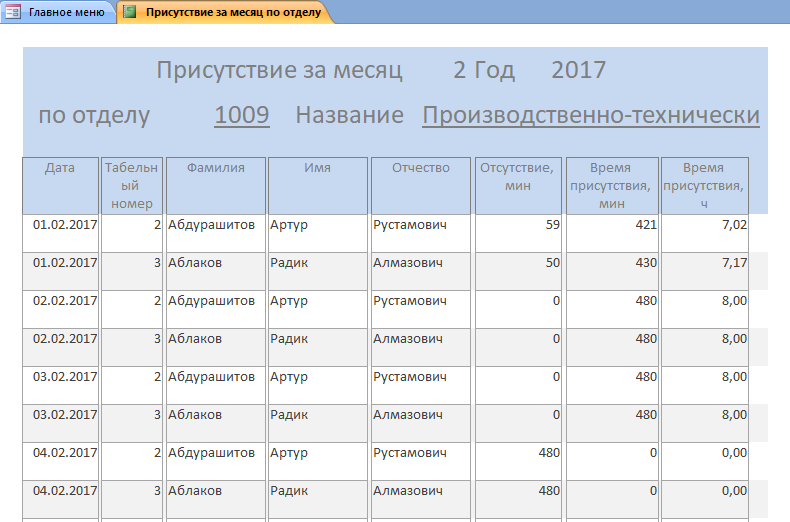 Главное меню Присутствие за месяц по отделу
Присутствие за месяц 2 Год 2017
по отделу 1009 Название Производственно-технически
Дата Табельный номер Фамилия Имя Отчество Отсутствие, мин Время присутствия, мин Время присутствия, ч
01.02.2017 2 Абдурашитов Артур Рустамович 59 421 7,02
01.02.2017 3 Аблаков Радик Алмазович 50 430 7,17
02.02.2017 2 Абдурашитов Артур Рустамович 0 480 8,00
02.02.2017 3 Аблаков Радик Алмазович 0 480 8,00
03.02.2017 2 Абдурашитов Артур Рустамович 0 480 8,00
03.02.2017 3 Аблаков Радик Алмазович 0 480 8,00
04.02.2017 2 Абдурашитов Артур Рустамович 480 0 0,00
04.02.2017 3 Аблаков Радик Алмазович 480 0 0,00